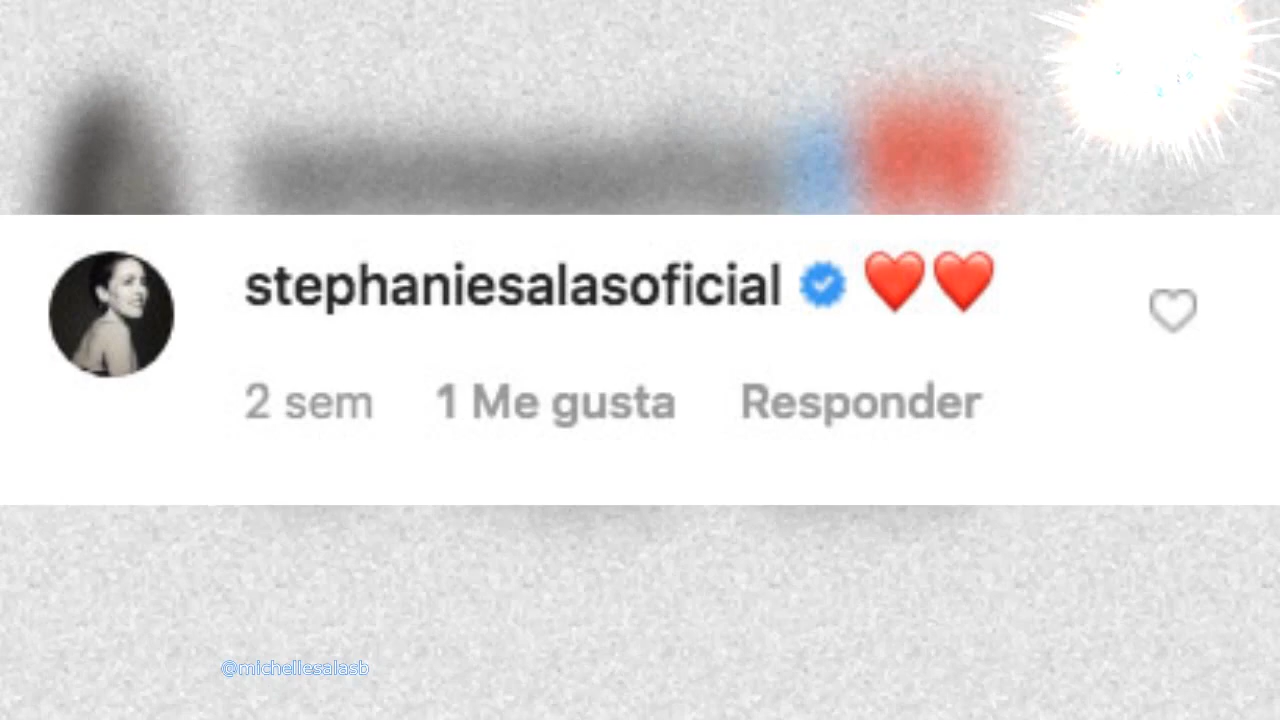 stephaniesalasoficial ❤️❤️
2 sem 1 Me gusta Responder
@michellesalasb